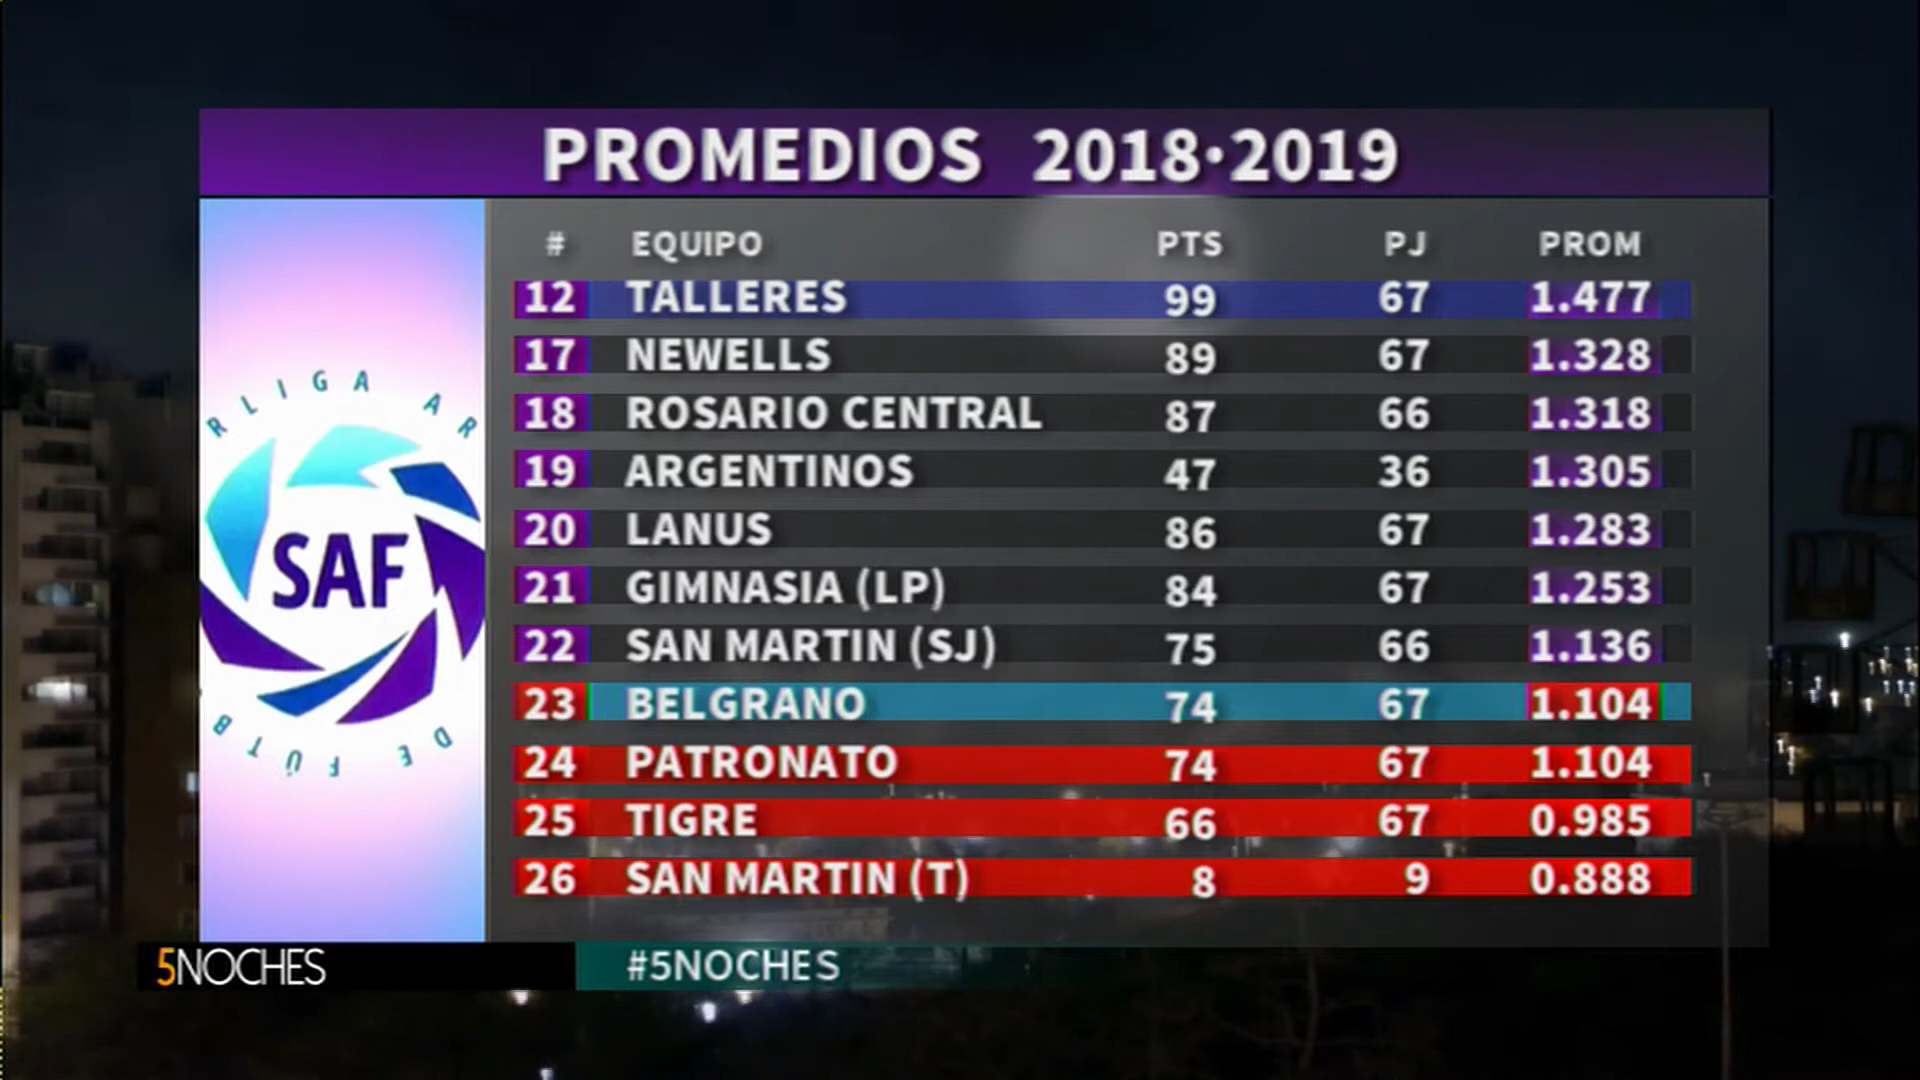 PROMEDIOS 2018·2019
# EQUIPO PTS PJ PROM
12 TALLERES 99 67 1.477
17 NEWELLS 89 67 1.328
18 ROSARIO CENTRAL 87 66 1.318
19 ARGENTINOS 47 36 1.305
20 LANUS 86 67 1.283
21 GIMNASIA (LP) 84 67 1.253
22 SAN MARTIN (SJ) 75 66 1.136
23 BELGRANO 74 67 1.104
24 PATRONATO 74 67 1.104
25 TIGRE 66 67 0.985
26 SAN MARTIN (T) 8 9 0.888
RLIGA AR
SAF
DE FÚTB
5NOCHES
#5NOCHES